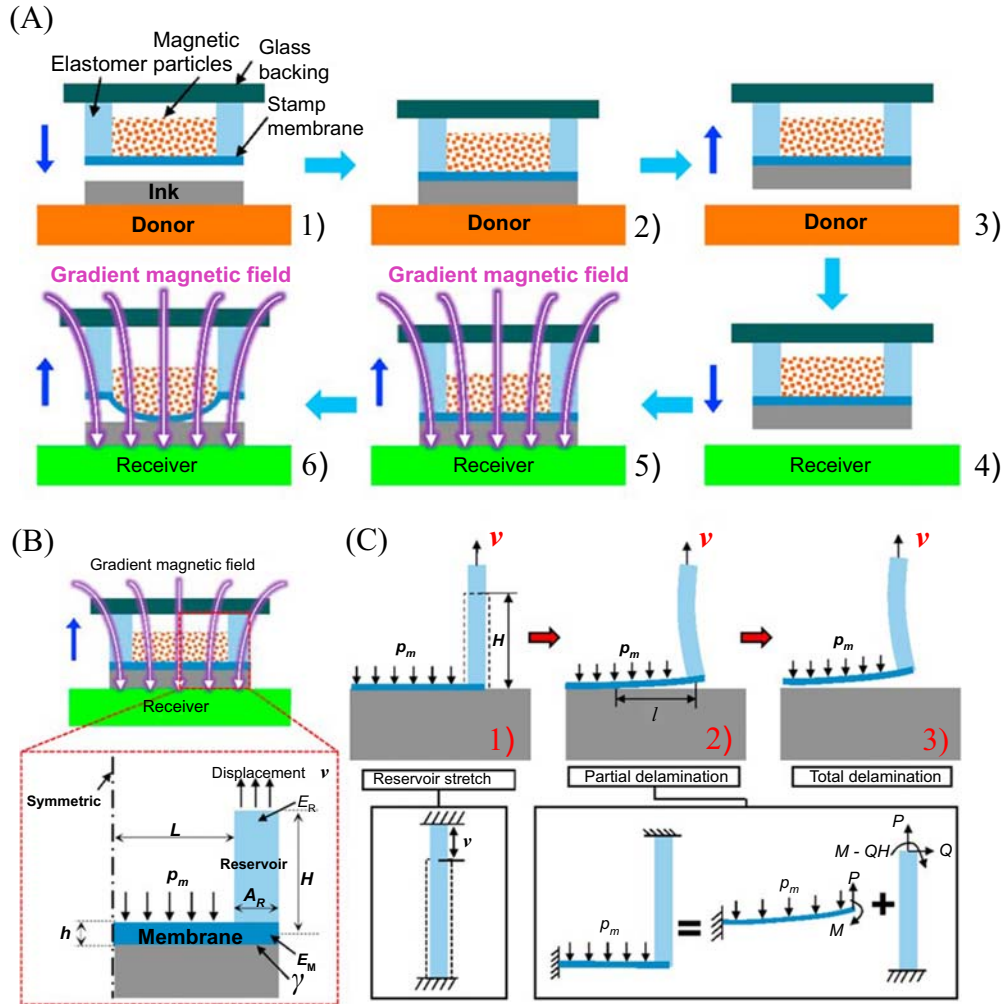 (A)
Magnetic
Elastomer particles
Glass
backing
Stamp
membrane
Ink
Donor
1)
Donor
2)
Donor
3)
Gradient magnetic field
Gradient magnetic field
Receiver
6)
Receiver
5)
Receiver
4)
(B)
Gradient magnetic field
Receiver
Displacement v
Symmetric
E_R
L
Reservoir
H
p_m
A_R
h
Membrane
E_M
γ
(C)
v
v
v
H
p_m
p_m
p_m
l
1)
2)
3)
Reservoir stretch
Partial delamination
Total delamination
v
p_m
=
p_m
P
M
+
P
M - QH
Q